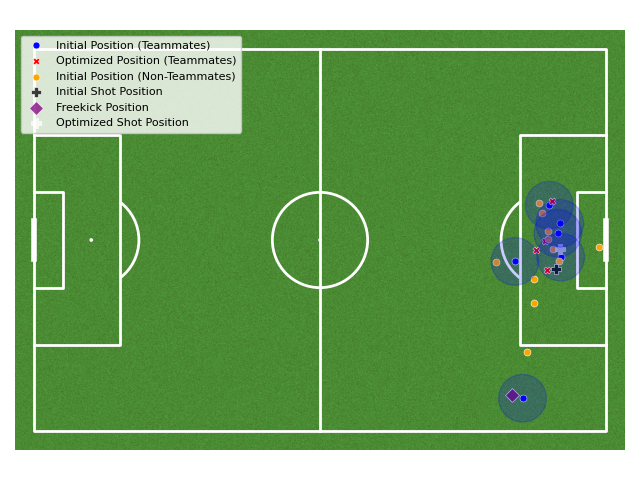 Initial Position (Teammates)
Optimized Position (Teammates)
Initial Position (Non-Teammates)
Initial Shot Position
Freekick Position
Optimized Shot Position